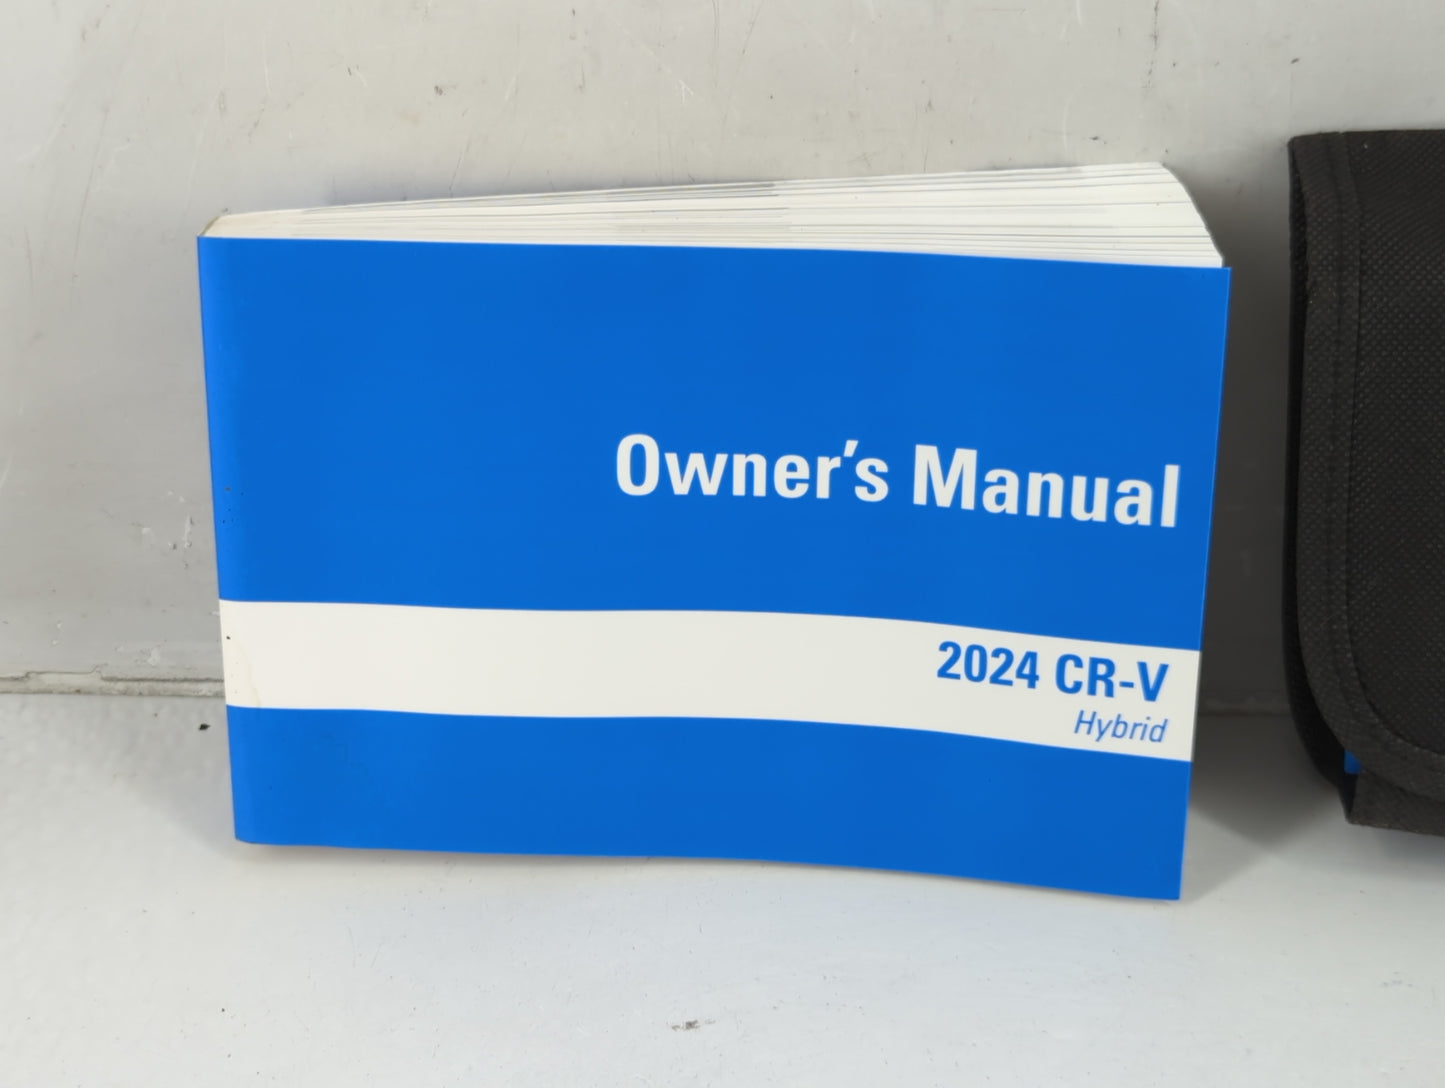 Owner's Manual
2024 CR-V
Hybrid